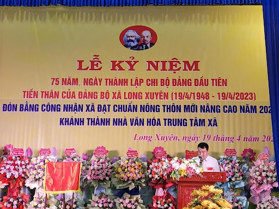 LỄ KỶ NIỆM
75 NĂM, NGÀY THÀNH LẬP CHI BỘ ĐẢNG ĐẦU TIÊN
TIỀN THÂN CỦA ĐẢNG BỘ XÃ LONG XUYÊN (19/4/1948 - 19/4/2023)
ĐÓN BẰNG CÔNG NHẬN XÃ ĐẠT CHUẨN NÔNG THÔN MỚI NÂNG CAO NĂM 202
KHÁNH THÀNH NHÀ VĂN HÓA TRUNG TÂM XÃ
Long Xuyên, ngày 19 tháng 4 năm 202